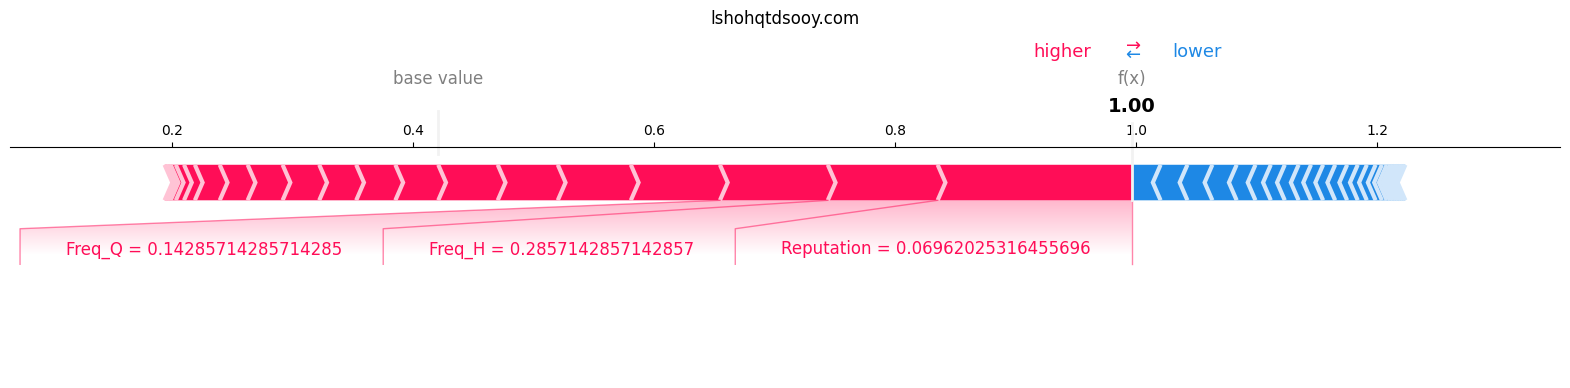 lshohqtdsooy.com
higher → lower
←
base value f(x)
1.00
0.2 0.4 0.6 0.8 1.0 1.2
Freq_Q = 0.14285714285714285 Freq_H = 0.2857142857142857 Reputation = 0.06962025316455696